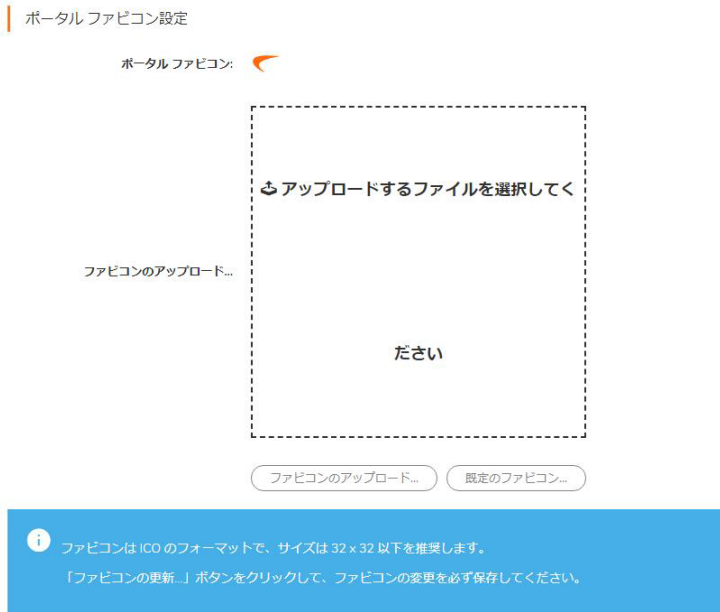 ポータル ファビコン設定
ポータル ファビコン:
アップロードするファイルを選択してく
ださい
ファビコンのアップロード...
ファビコンのアップロード...
既定のファビコン...
ファビコンは ICO のフォーマットで、サイズは 32 x 32 以下を推奨します。
「ファビコンの更新...」ボタンをクリックして、ファビコンの変更を必ず保存してください。